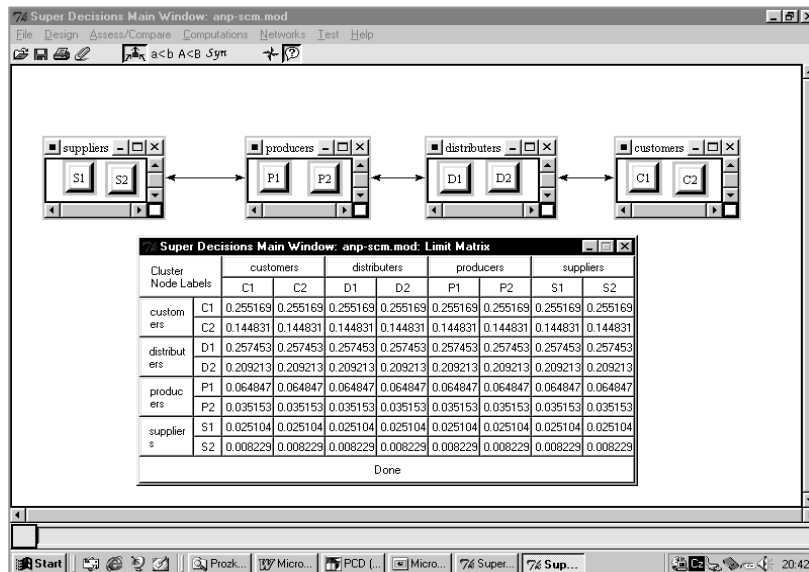 Super Decisions Main Window: anp-scm.mod
File Design Assess/Compare Computations Networks Test Help
a<b A<B Syn
suppliers
producers
distributers
customers
S1 S2
P1 P2
D1 D2
C1 C2
Super Decisions Main Window: anp-scm.mod: Limit Matrix
Cluster Node Labels customers distributers producers suppliers
C1 C2 D1 D2 P1 P2 S1 S2
customers C1 0.255169 0.255169 0.255169 0.255169 0.255169 0.255169 0.255169 0.255169
C2 0.144831 0.144831 0.144831 0.144831 0.144831 0.144831 0.144831 0.144831
distributers D1 0.257453 0.257453 0.257453 0.257453 0.257453 0.257453 0.257453 0.257453
D2 0.209213 0.209213 0.209213 0.209213 0.209213 0.209213 0.209213 0.209213
producers P1 0.064847 0.064847 0.064847 0.064847 0.064847 0.064847 0.064847 0.064847
P2 0.035153 0.035153 0.035153 0.035153 0.035153 0.035153 0.035153 0.035153
suppliers S1 0.025104 0.025104 0.025104 0.025104 0.025104 0.025104 0.025104 0.025104
S2 0.008229 0.008229 0.008229 0.008229 0.008229 0.008229 0.008229 0.008229
Done
Start Prozk... Micro... PCD (... Micro... Super... Sup... Cz 20:42